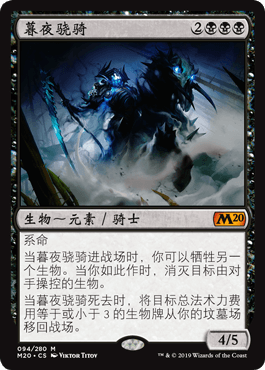 暮夜骁骑 2
生物～元素 / 骑士 M20
系命
当暮夜骁骑进战场时，你可以牺牲另一
个生物。当你如此作时，消灭目标由对
手操控的生物。
当暮夜骁骑死去时，将目标总法术力费
用等于或小于 3 的生物牌从你的坟墓场
移回战场。
4/5
094/280 M
M20 • CS VIKTOR TITOV ™ & © 2019 Wizards of the Coast